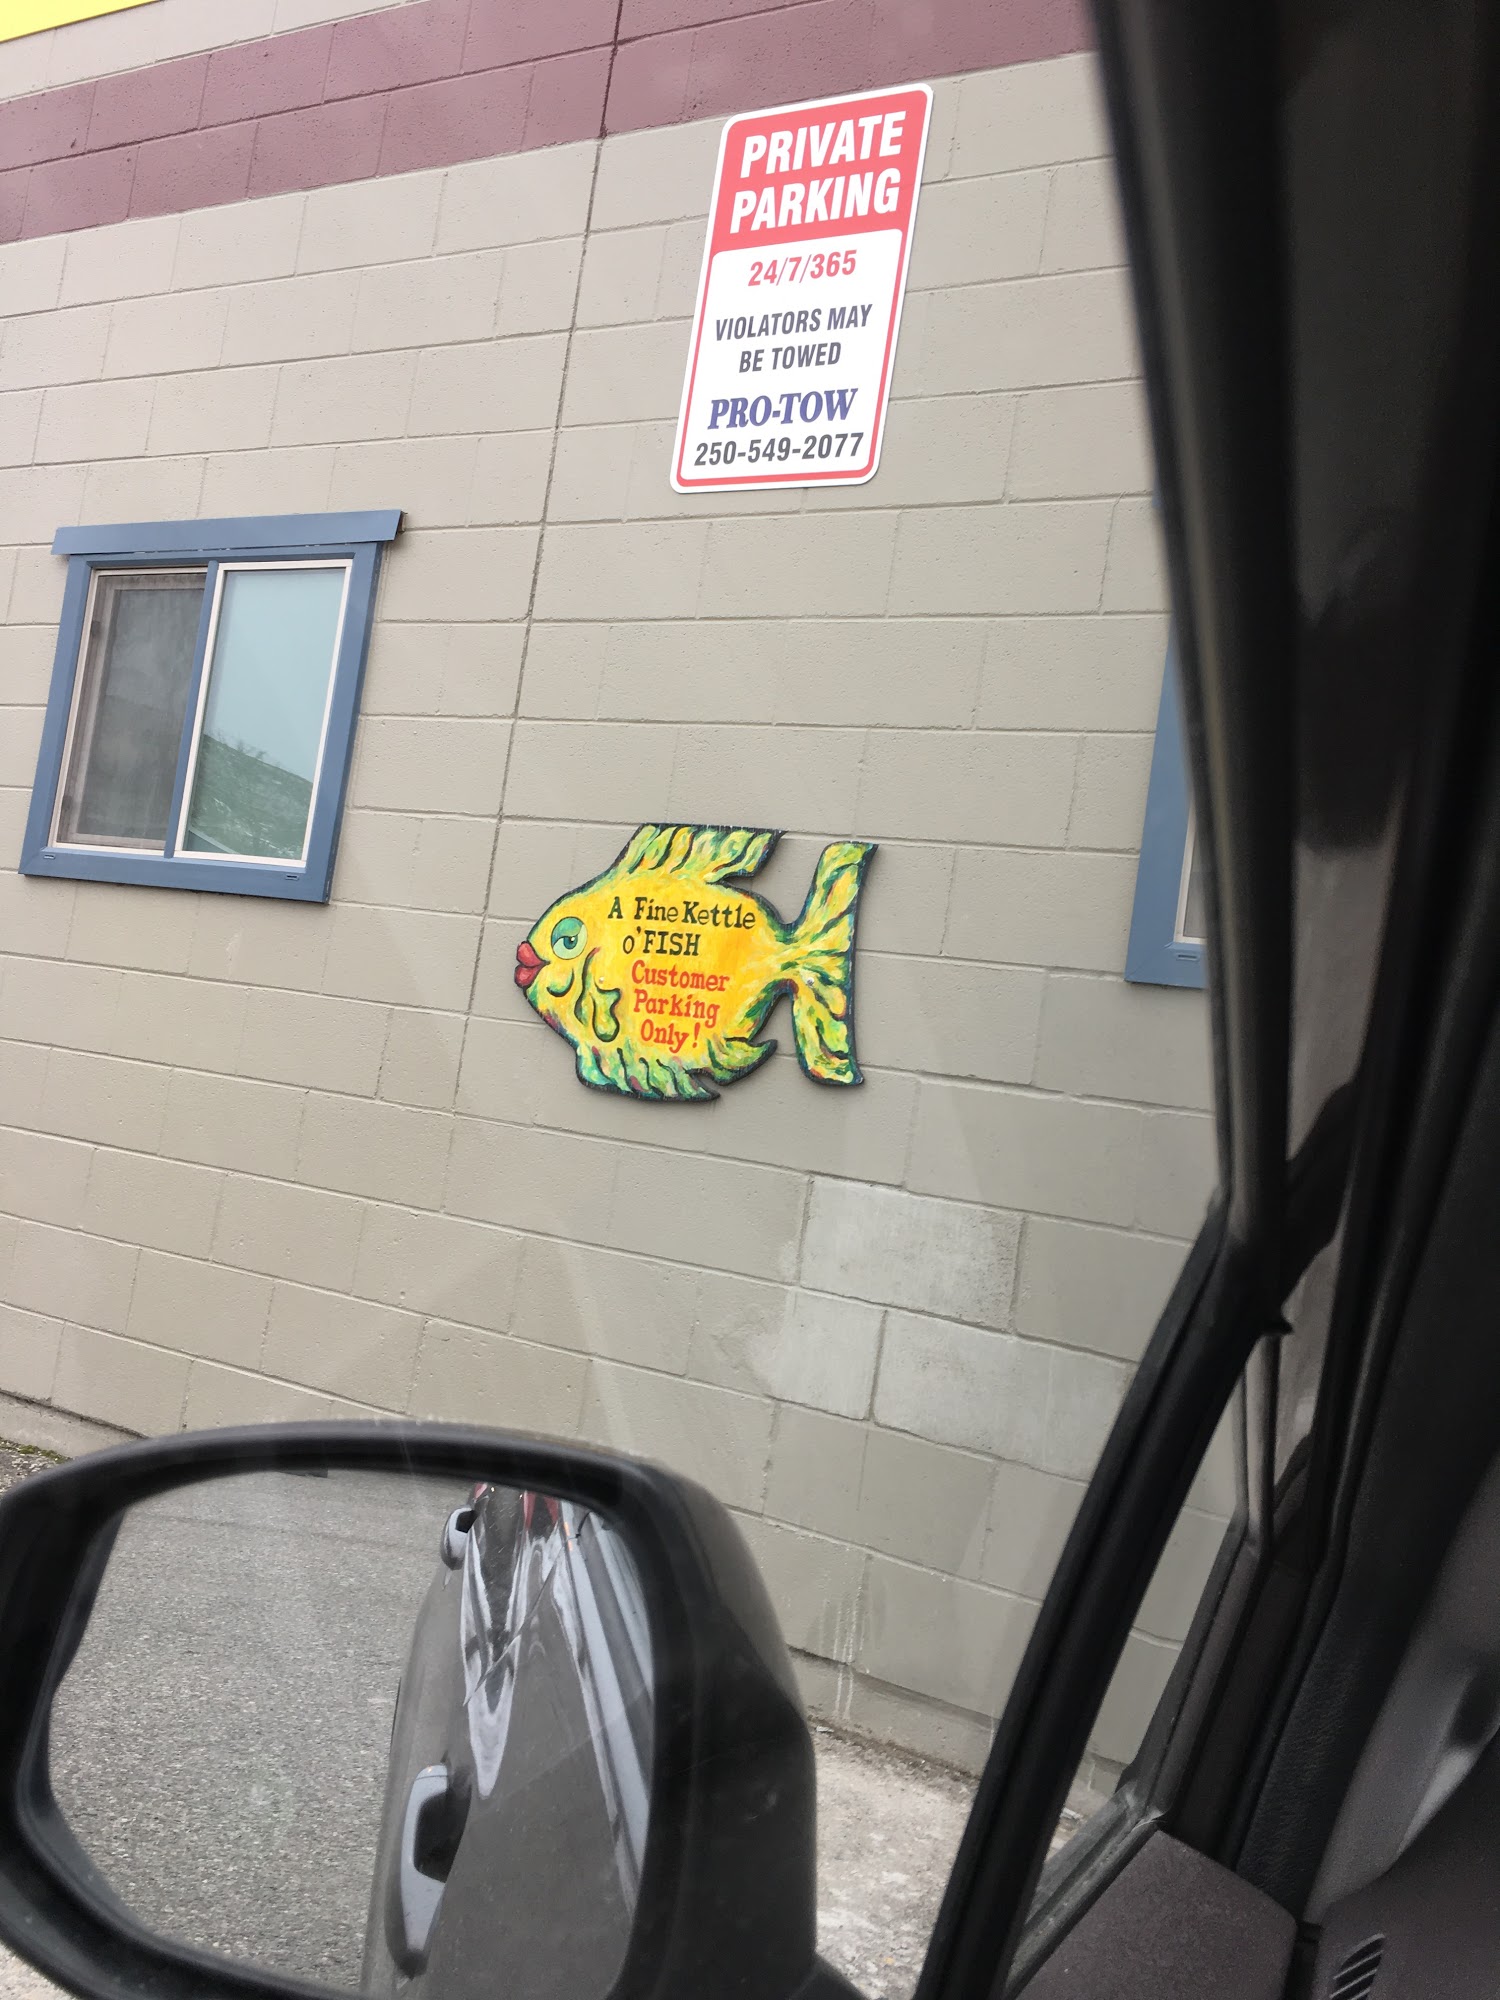 PRIVATE
PARKING
24/7/365
VIOLATORS MAY
BE TOWED
PRO-TOW
250-549-2077
A Fine Kettle
o'FISH
Customer
Parking
Only!